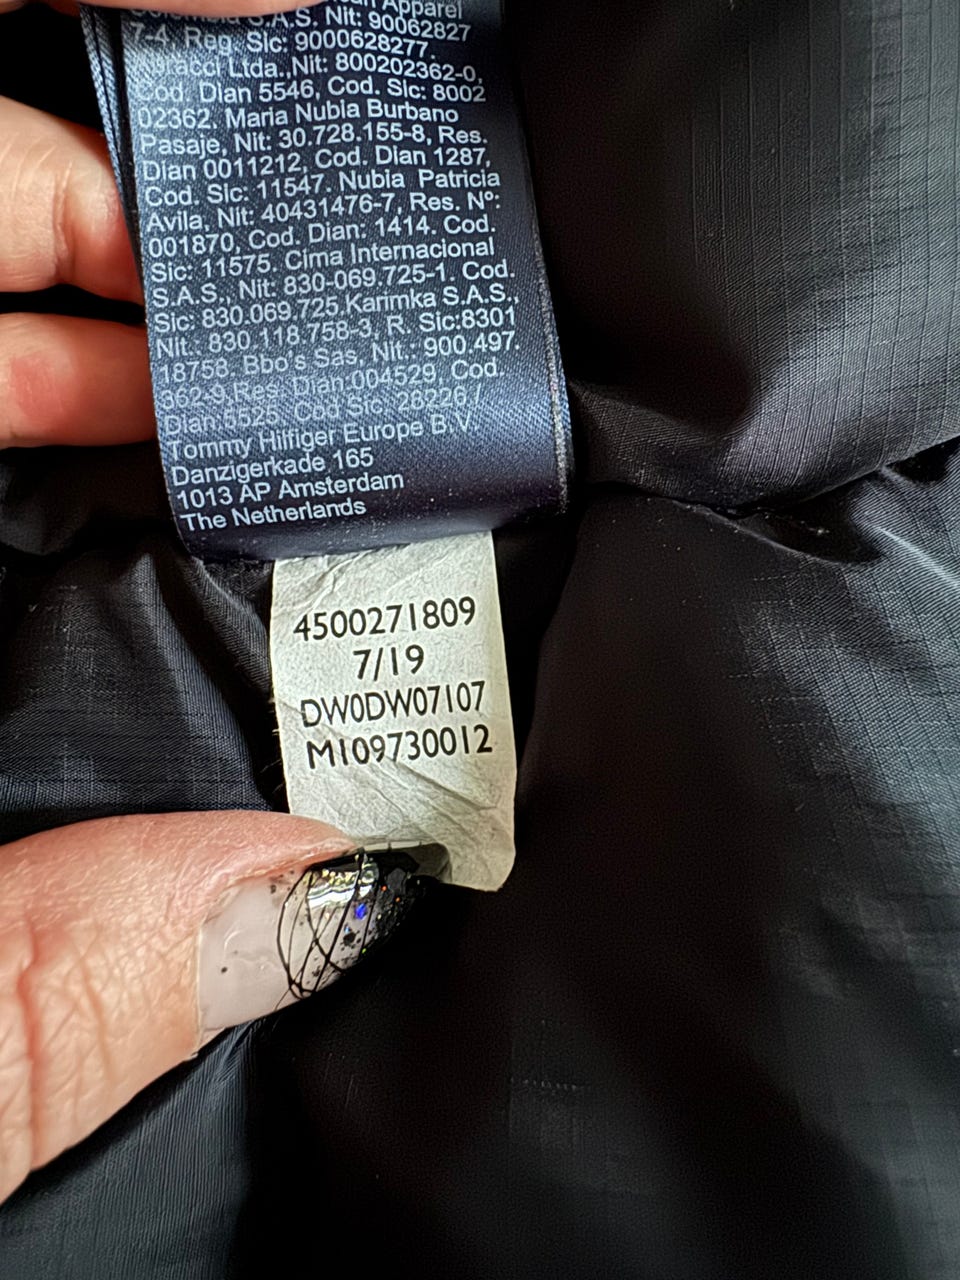 Apparel
S.A.S. Nit: 90062827
7-4, Reg. Sic: 9000628277.
Ltda.,Nit: 800202362-0,
Cod. Dian 5546, Cod. Sic: 8002
02362. Maria Nubia Burbano
Pasaje, Nit: 30.728.155-8, Res.
Dian 0011212, Cod. Dian 1287,
Cod. Sic: 11547. Nubia Patricia
Avila, Nit: 40431476-7, Res. Nº:
001870, Cod. Dian: 1414. Cod.
Sic: 11575. Cima Internacional
S.A.S., Nit: 830-069.725-1. Cod.
Sic: 830.069.725.Karimka S.A.S.,
Nit.: 830.118.758-3, R. Sic:8301
18758. Bbo's Sas. Nit.: 900.497.
362-9,Res. Dian:004529, Cod.
Dian:5525, Cod Sic: 28226 /
Tommy Hilfiger Europe B.V.
Danzigerkade 165
1013 AP Amsterdam
The Netherlands
4500271809
7/19
DW0DW07107
M109730012